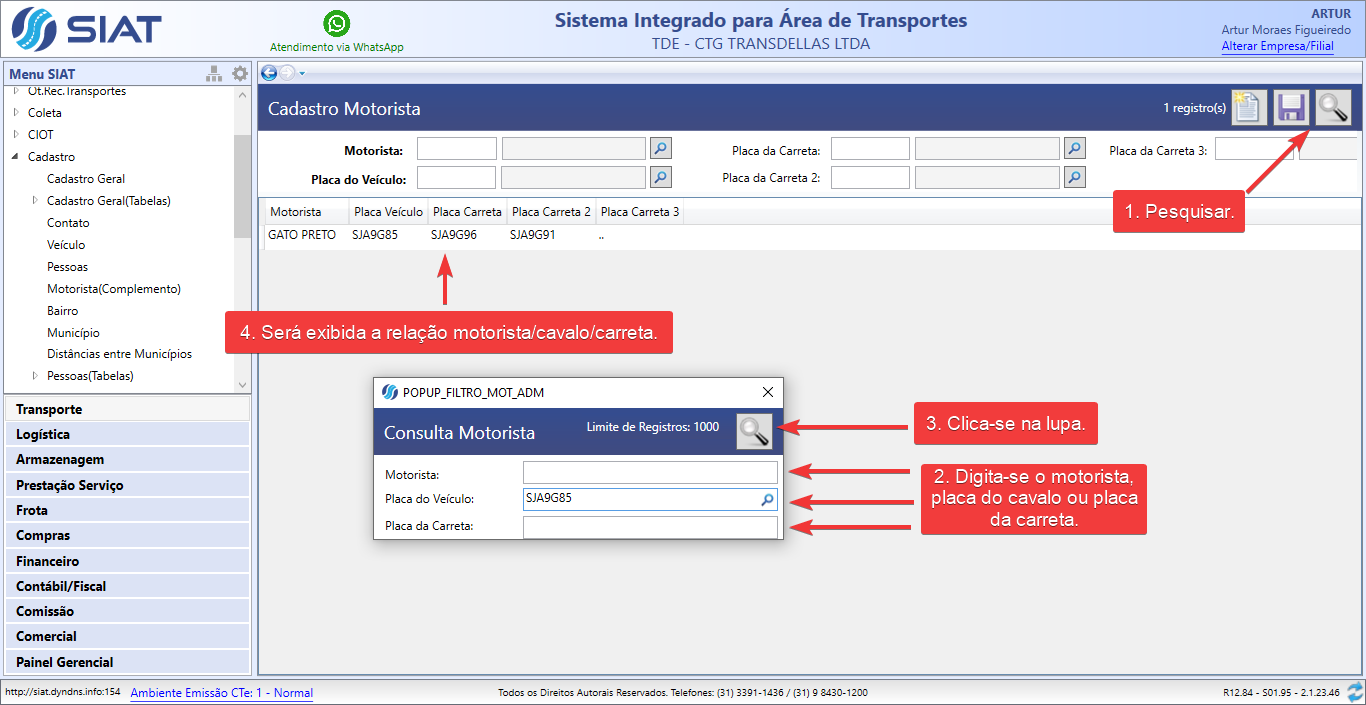 SIAT
Atendimento via WhatsApp
Sistema Integrado para Área de Transportes
TDE - CTG TRANSDELLAS LTDA
ARTUR
Artur Moraes Figueiredo
Alterar Empresa/Filial
Menu SIAT
Ot.Rec.Transportes
Coleta
CIOT
Cadastro
Cadastro Geral
Cadastro Geral(Tabelas)
Contato
Veículo
Pessoas
Motorista(Complemento)
Bairro
Município
Distâncias entre Municípios
Pessoas(Tabelas)
Transporte
Logística
Armazenagem
Prestação Serviço
Frota
Compras
Financeiro
Contábil/Fiscal
Comissão
Comercial
Painel Gerencial
Cadastro Motorista
1 registro(s)
Motorista:
Placa da Carreta:
Placa da Carreta 3:
Placa do Veículo:
Placa da Carreta 2:
1. Pesquisar.
Motorista Placa Veículo Placa Carreta Placa Carreta 2 Placa Carreta 3
GATO PRETO SJA9G85 SJA9G96 SJA9G91 ..
4. Será exibida a relação motorista/cavalo/carreta.
POPUP_FILTRO_MOT_ADM
Consulta Motorista
Limite de Registros: 1000
3. Clica-se na lupa.
Motorista:
Placa do Veículo: SJA9G85
Placa da Carreta:
2. Digita-se o motorista,
placa do cavalo ou placa
da carreta.
http://siat.dyndns.info:154
Ambiente Emissão CTe: 1 - Normal
Todos os Direitos Autorais Reservados. Telefones: (31) 3391-1436 / (31) 9 8430-1200
R12.84 - S01.95 - 2.1.23.46